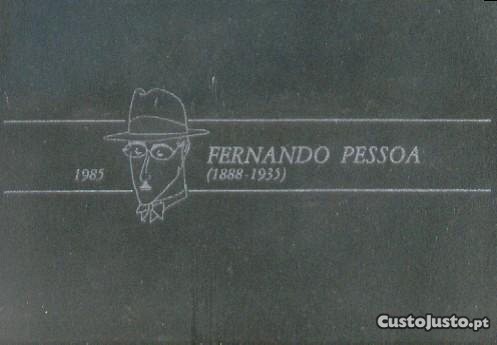 1985
FERNANDO PESSOA
(1888-1935)
CustoJusto.pt